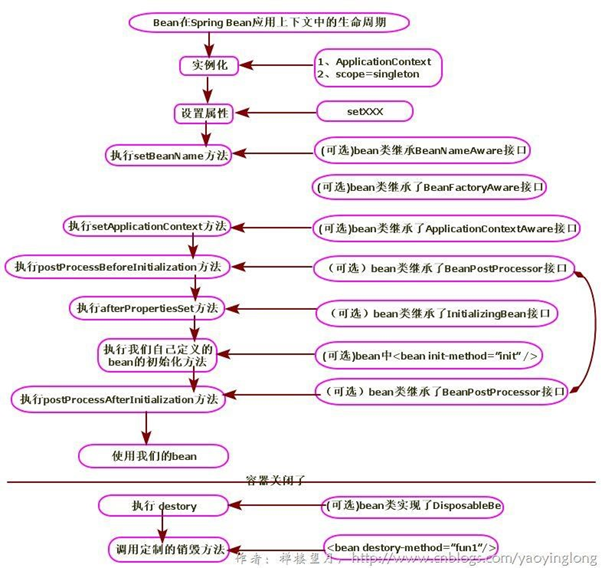 Bean在Spring Bean应用上下文中的生命周期
实例化
1、ApplicationContext
2、scope=singleton
设置属性
setXXX
执行setBeanName方法
(可选)bean类继承BeanNameAware接口
(可选)bean类继承了BeanFactoryAware接口
执行setApplicationContext方法
(可选)bean类继承了ApplicationContextAware接口
执行postProcessBeforeInitialization方法
（可选）bean类继承了BeanPostProcessor接口
执行afterPropertiesSet方法
（可选）bean类继承了InitializingBean接口
执行我们自己定义的
bean的初始化方法
(可选)bean中<bean init-method="init" />
执行postProcessAfterInitialization方法
（可选）bean类继承了BeanPostProcessor接口
使用我们的bean
容器关闭了
执行 destory
(可选)bean类实现了DisposableBe
调用定制的销毁方法
<bean destory-method="fun1"/>
作者：禅楼望月，http://www.cnblogs.com/yaoyinglong